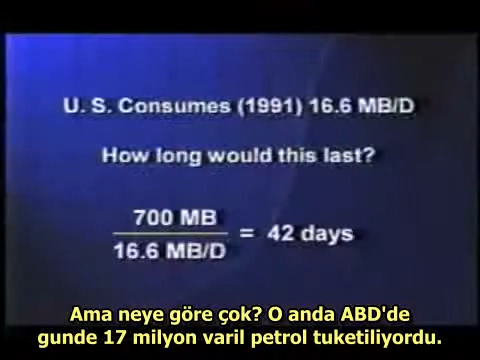 U. S. Consumes (1991) 16.6 MB/D
How long would this last?
700 MB
16.6 MB/D
= 42 days
Ama neye göre çok? O anda ABD'de
gunde 17 milyon varil petrol tuketiliyordu.